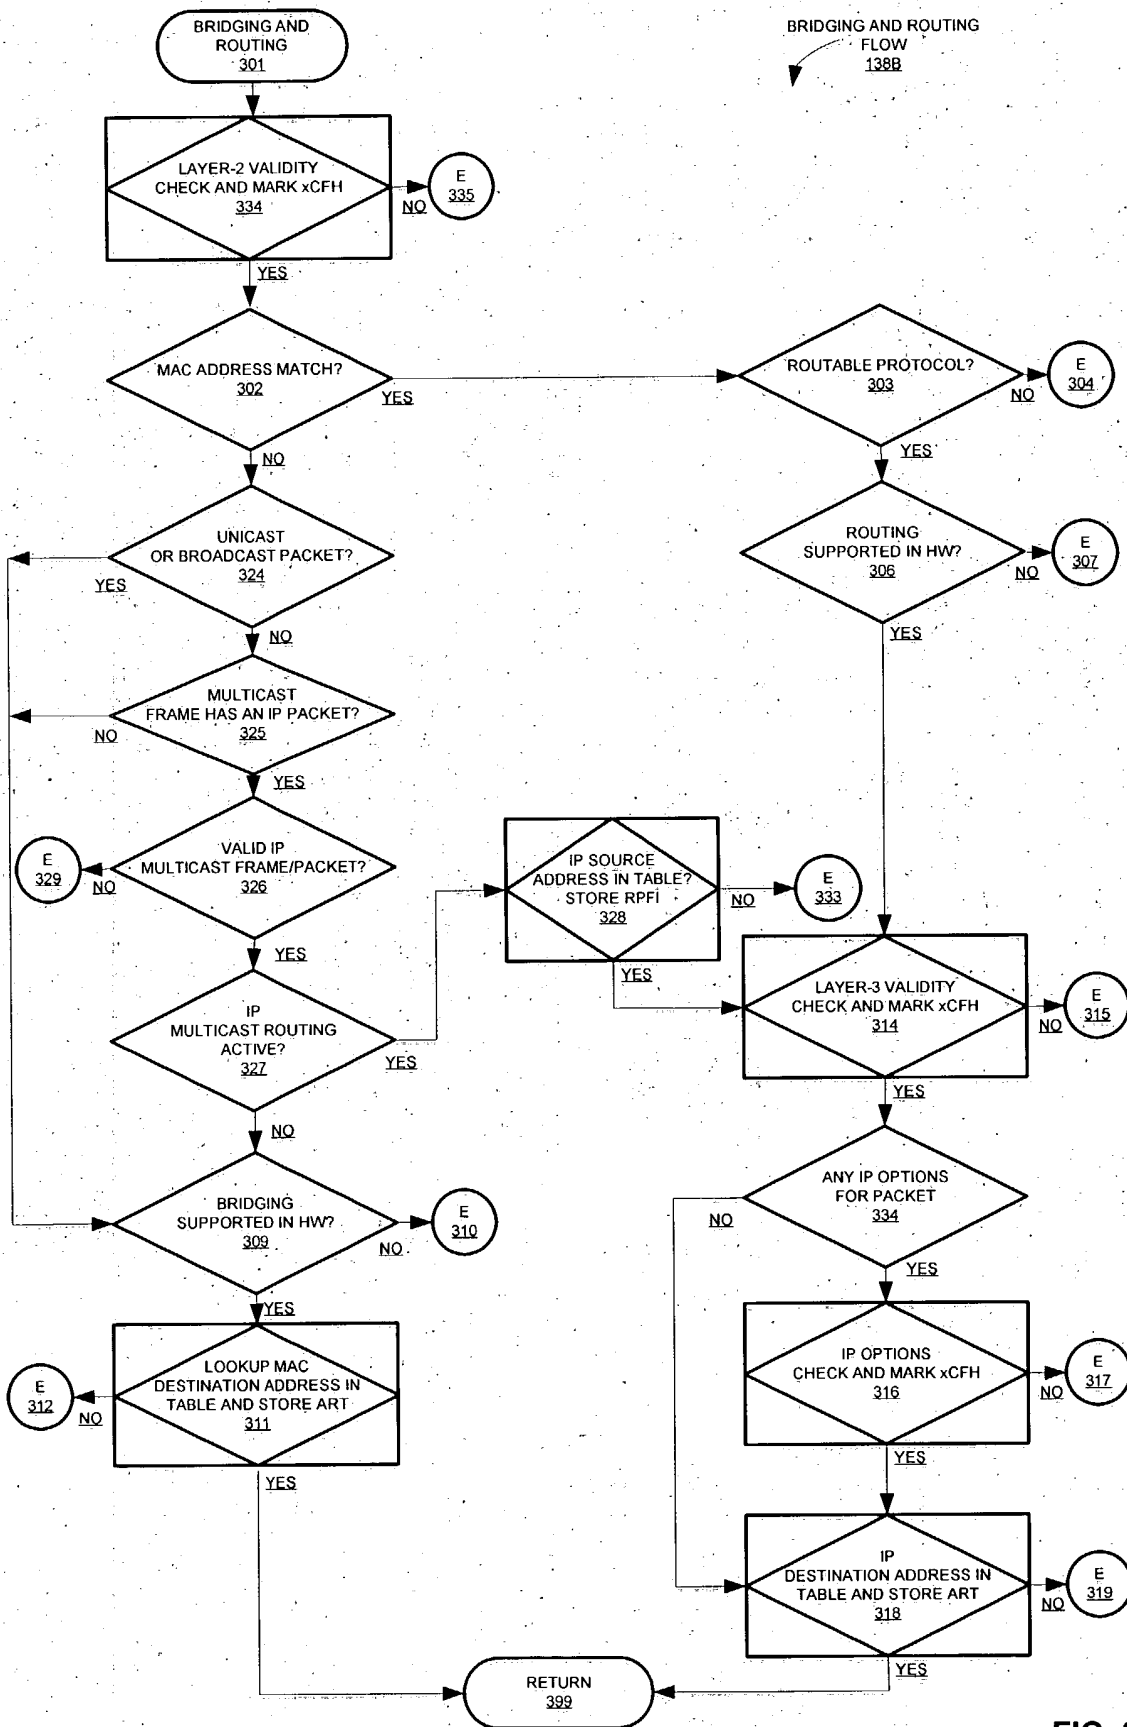 BRIDGING AND
ROUTING
301
BRIDGING AND ROUTING
FLOW
138B
LAYER-2 VALIDITY
CHECK AND MARK xCFH
334
NO
E
335
YES
MAC ADDRESS MATCH?
302
YES
NO
ROUTABLE PROTOCOL?
303
NO
E
304
YES
UNICAST
OR BROADCAST PACKET?
324
YES
NO
ROUTING
SUPPORTED IN HW?
306
NO
E
307
YES
MULTICAST
FRAME HAS AN IP PACKET?
325
NO
YES
VALID IP
MULTICAST FRAME/PACKET?
326
NO
E
329
YES
IP SOURCE
ADDRESS IN TABLE?
STORE RPFI
328
NO
E
333
YES
IP
MULTICAST ROUTING
ACTIVE?
327
YES
NO
LAYER-3 VALIDITY
CHECK AND MARK xCFH
314
NO
E
315
YES
ANY IP OPTIONS
FOR PACKET
334
NO
YES
BRIDGING
SUPPORTED IN HW?
309
NO
E
310
YES
LOOKUP MAC
DESTINATION ADDRESS IN
TABLE AND STORE ART
311
NO
E
312
YES
IP OPTIONS
CHECK AND MARK xCFH
316
NO
E
317
YES
IP
DESTINATION ADDRESS IN
TABLE AND STORE ART
318
NO
E
319
YES
RETURN
399